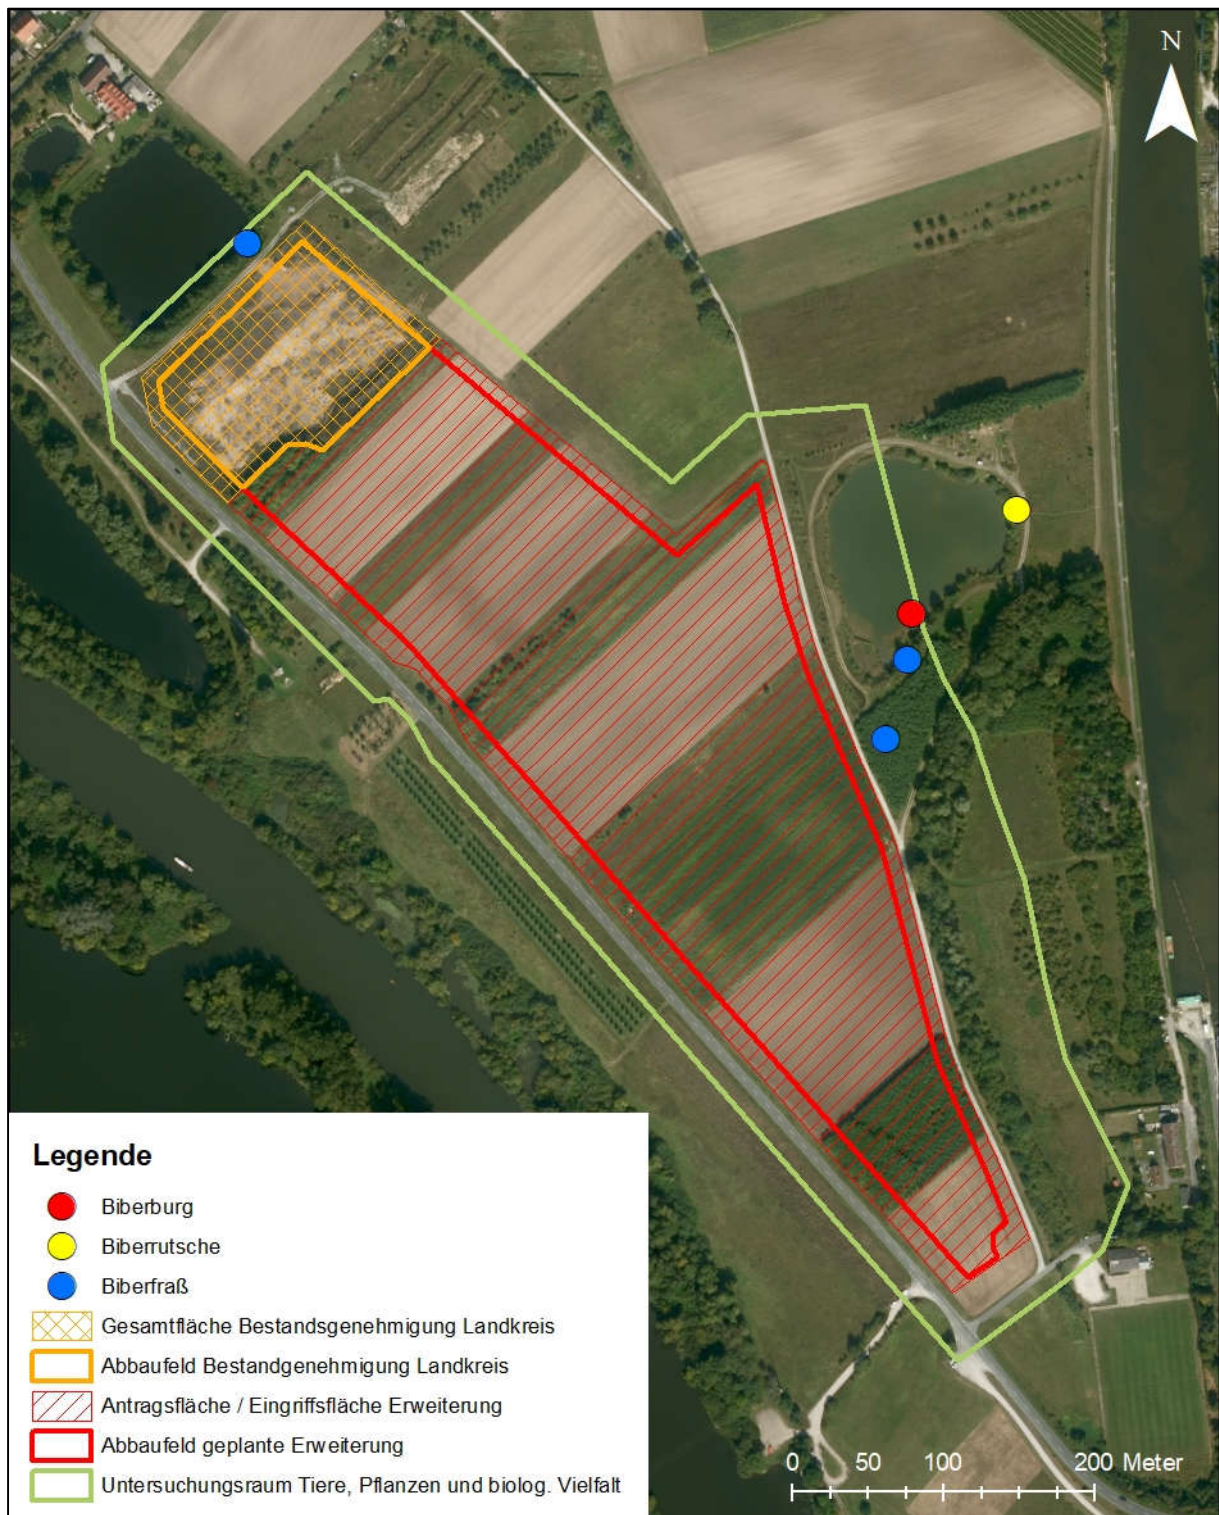 N
Legende
Biberburg
Biberrutsche
Biberfraß
Gesamtfläche Bestandsgenehmigung Landkreis
Abbaufeld Bestandgenehmigung Landkreis
Antragsfläche / Eingriffsfläche Erweiterung
Abbaufeld geplante Erweiterung
Untersuchungsraum Tiere, Pflanzen und biolog. Vielfalt
0 50 100 200 Meter